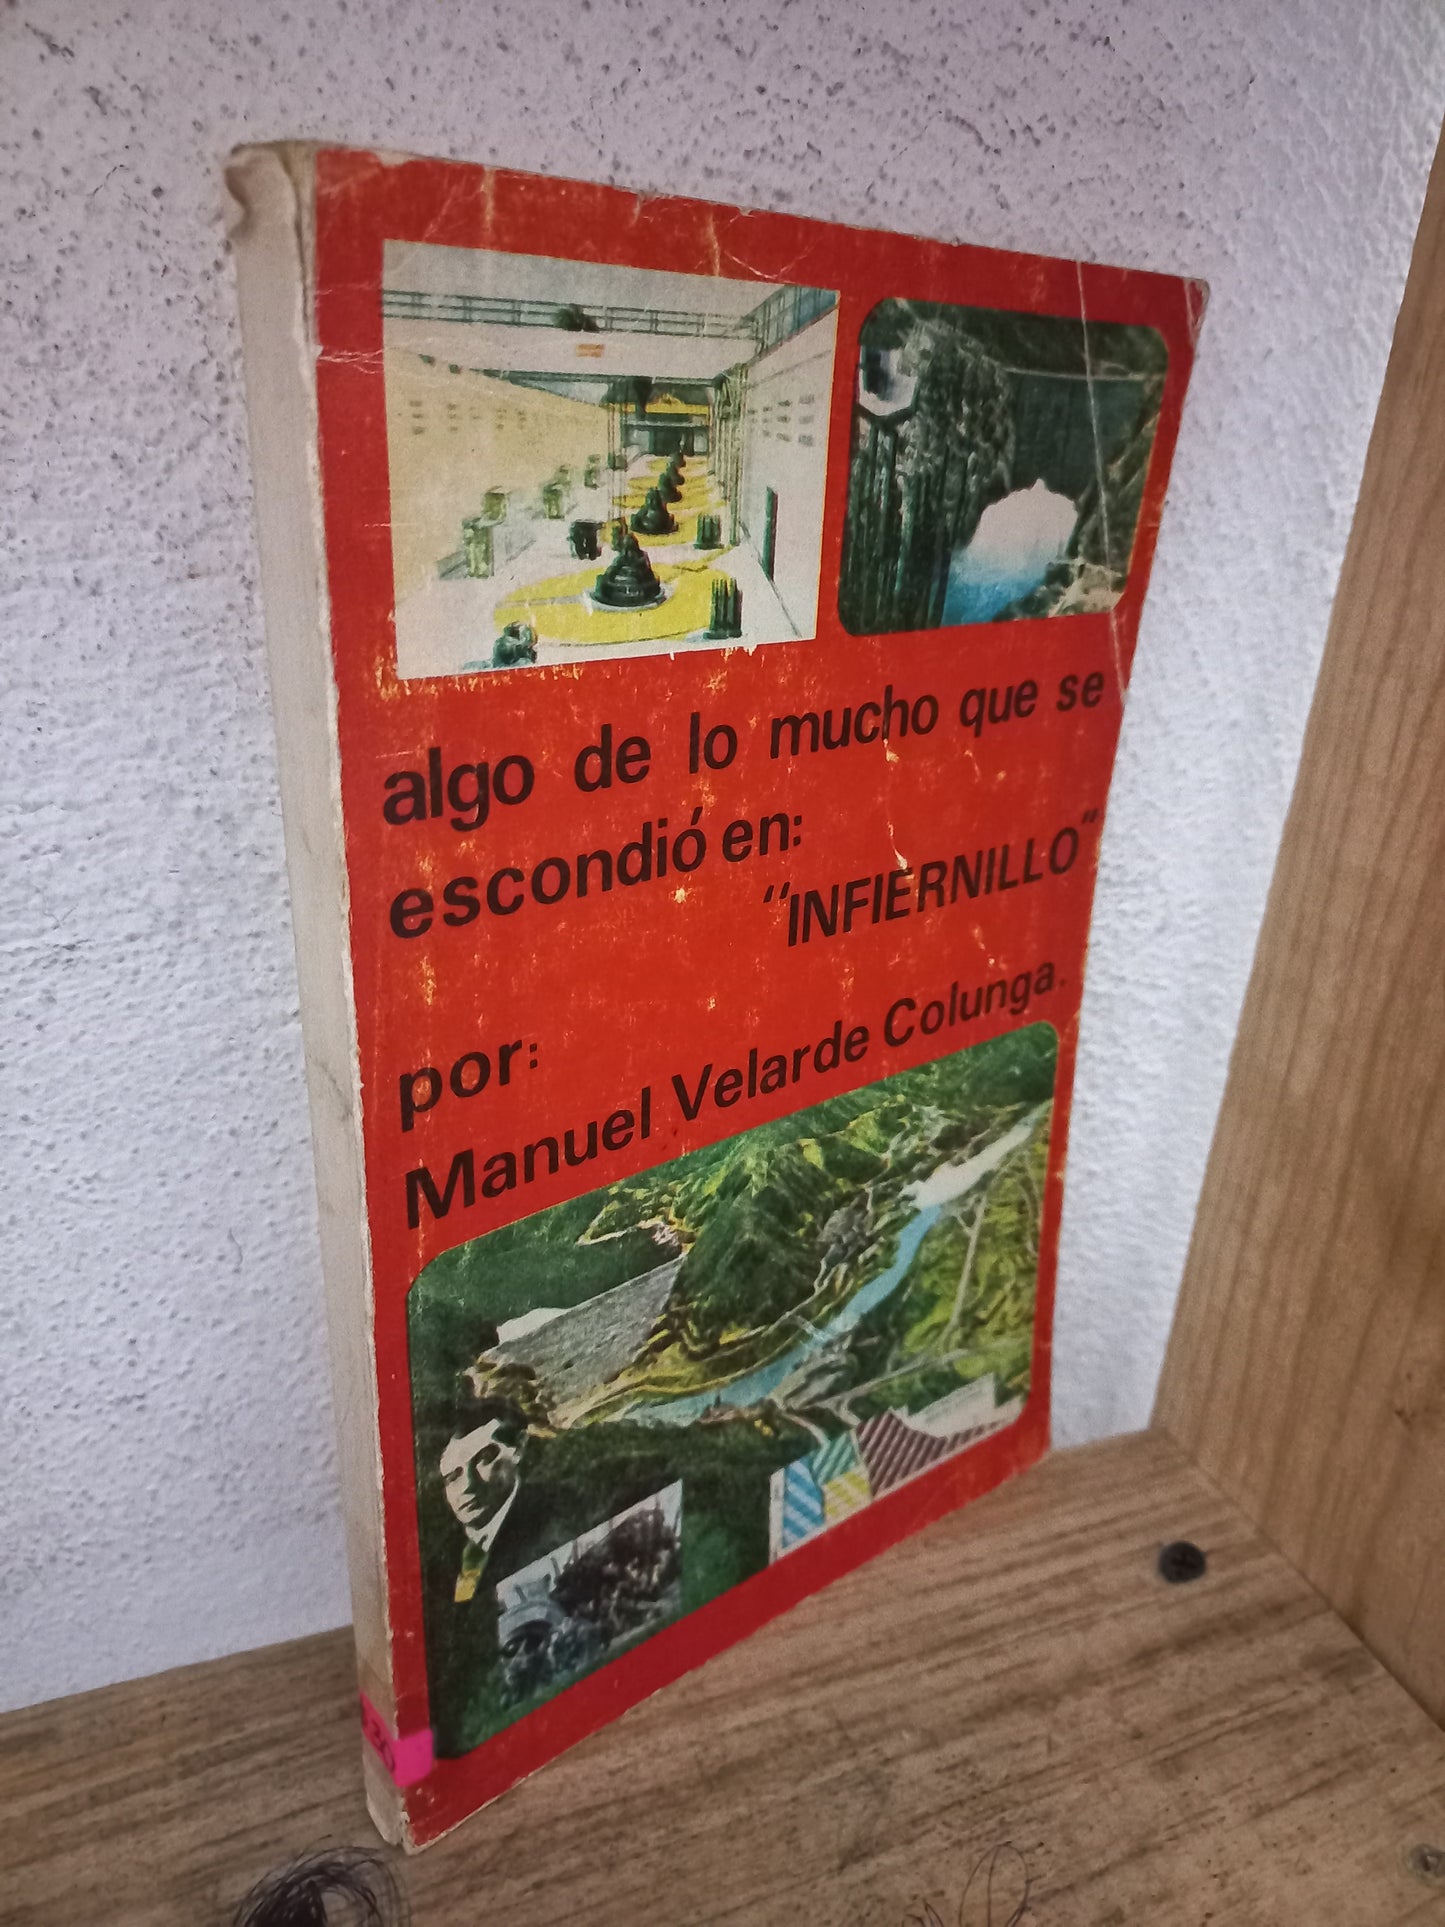 algo de lo mucho que se
escondió en:
"INFIERNILLO"
por:
Manuel Velarde Colunga.